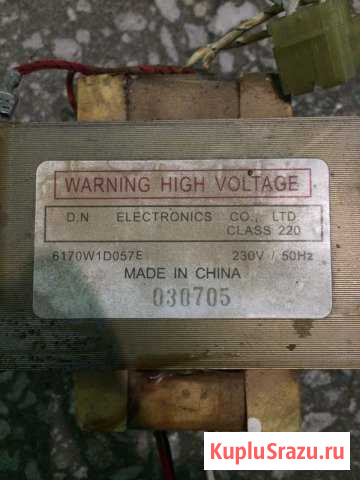 WARNING HIGH VOLTAGE
D.N ELECTRONICS CO., LTD
CLASS 220
6170W1D057E 230V / 50Hz
MADE IN CHINA
030705
KupluSrazu.ru